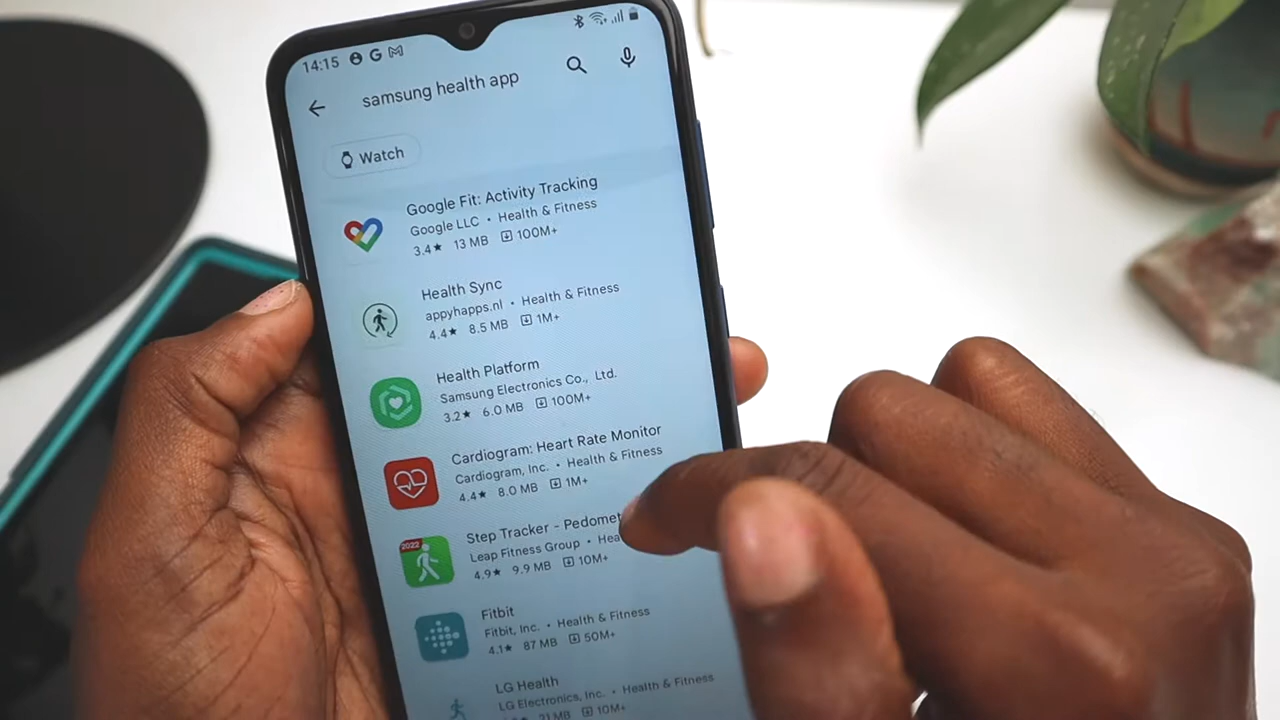 14:15
samsung health app
Watch
Google Fit: Activity Tracking
Google LLC • Health & Fitness
3.4★ 13 MB 100M+
Health Sync
appyhapps.nl • Health & Fitness
4.4★ 8.5 MB 1M+
Health Platform
Samsung Electronics Co., Ltd.
3.2★ 6.0 MB 100M+
Cardiogram: Heart Rate Monitor
Cardiogram, Inc. • Health & Fitness
4.4★ 8.0 MB 1M+
2022
Step Tracker - Pedomet
Leap Fitness Group • Hea
4.9★ 9.9 MB 10M+
Fitbit
Fitbit, Inc. • Health & Fitness
4.1★ 87 MB 50M+
LG Health
LG Electronics, Inc. • Health & Fitness
10M+